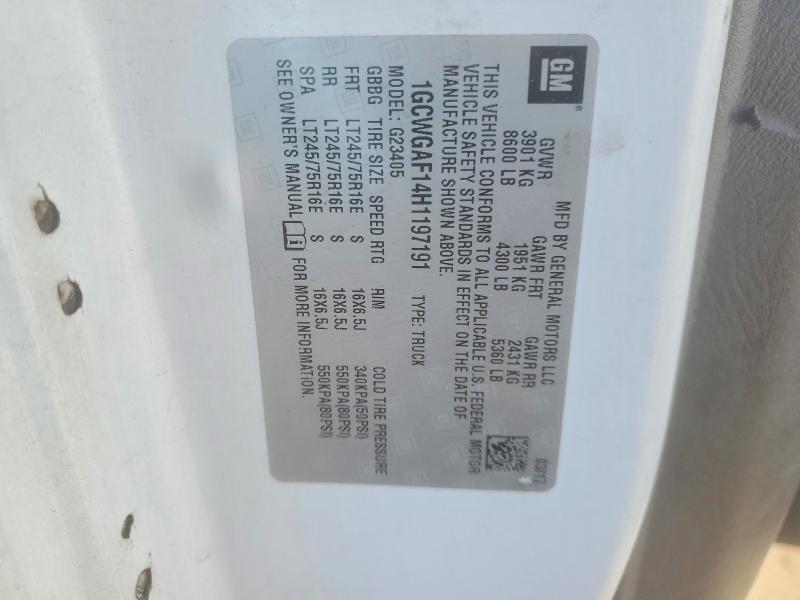 GM
MFD BY GENERAL MOTORS LLC
03/17
GVWR GAWR FRT GAWR RR
3901 KG 1951 KG 2431 KG
8600 LB 4300 LB 5360 LB
THIS VEHICLE CONFORMS TO ALL APPLICABLE U.S. FEDERAL MOTOR
VEHICLE SAFETY STANDARDS IN EFFECT ON THE DATE OF
MANUFACTURE SHOWN ABOVE.
1GCWGAF14H1197191 TYPE: TRUCK
MODEL: G23405
GBBG TIRE SIZE SPEED RTG RIM COLD TIRE PRESSURE
FRT LT245/75R16E S 16X6.5J 340KPA(50PSI)
RR LT245/75R16E S 16X6.5J 550KPA(80PSI)
SPA LT245/75R16E S 16X6.5J 550KPA(80PSI)
SEE OWNER'S MANUAL i FOR MORE INFORMATION.